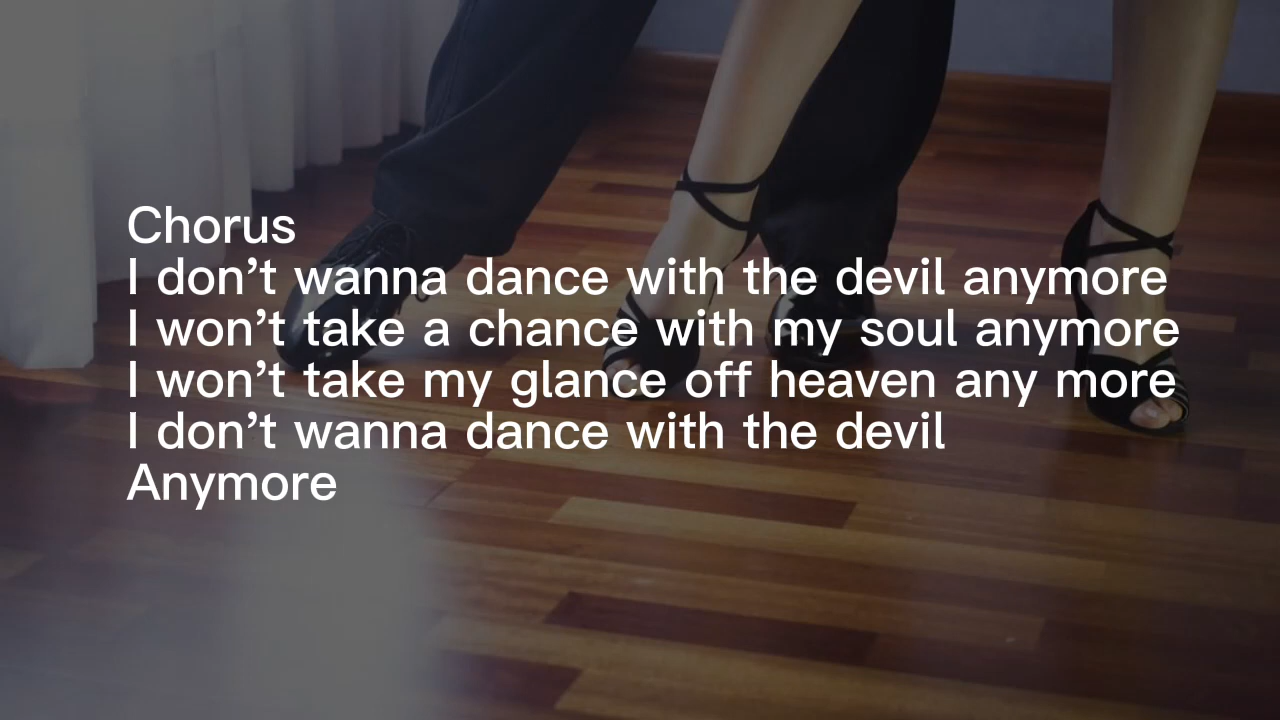 Chorus
I don’t wanna dance with the devil anymore
I won’t take a chance with my soul anymore
I won’t take my glance off heaven any more
I don’t wanna dance with the devil
Anymore